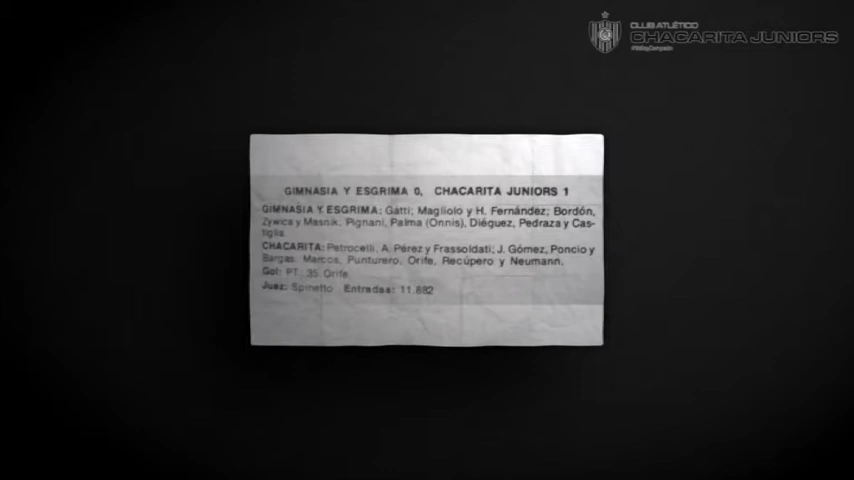 CLUB ATLÉTICO
CHACARITA JUNIORS
GIMNASIA Y ESGRIMA 0, CHACARITA JUNIORS 1
GIMNASIA Y ESGRIMA: Gatti; Magliolo y H. Fernández; Bordón,
Zywica y Masnik, Pignani, Palma (Onnis), Diéguez, Pedraza y Cas-
tiglia.
CHACARITA: Petrocelli, A. Pérez y Frassoldati; J. Gómez, Poncio y
Bargas. Marcos, Punturero, Orife, Recúpero y Neumann.
Gol: PT. 35 Orife.
Juez: Spinetto Entradas: 11.882